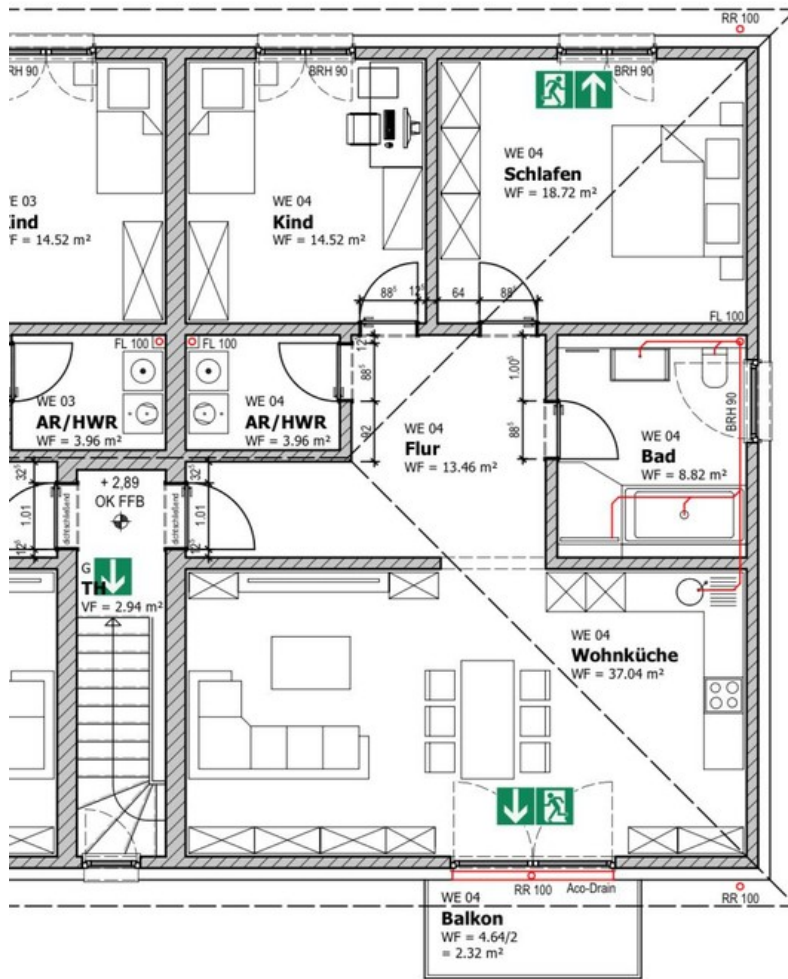 RR 100
BRH 90
BRH 90
BRH 90
WE 04
Schlafen
WF = 18.72 m²
WE 03
Kind
WF = 14.52 m²
WE 04
Kind
WF = 14.52 m²
88⁵
12⁵
64
88⁵
FL 100
FL 100
FL 100
12⁵
88⁵
92
1.00⁵
88⁵
WE 03
AR/HWR
WF = 3.96 m²
WE 04
AR/HWR
WF = 3.96 m²
WE 04
Flur
WF = 13.46 m²
WE 04
Bad
WF = 8.82 m²
BRH 90
32⁵
1.01
12⁵
+ 2,89
OK FFB
dichtschließend
dichtschließend
32⁵
1.01
12⁵
G
TH
VF = 2.94 m²
WE 04
Wohnküche
WF = 37.04 m²
RR 100
Aco-Drain
RR 100
WE 04
Balkon
WF = 4.64/2
= 2.32 m²